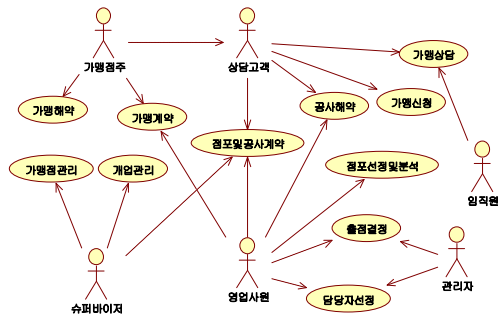 가맹점주
상담고객
가맹상담
가맹해약
가맹계약
공사해약
가맹신청
점포및공사계약
가맹점관리
개업관리
점포선정및분석
임직원
출점결정
관리자
슈퍼바이저
영업사원
담당자선정